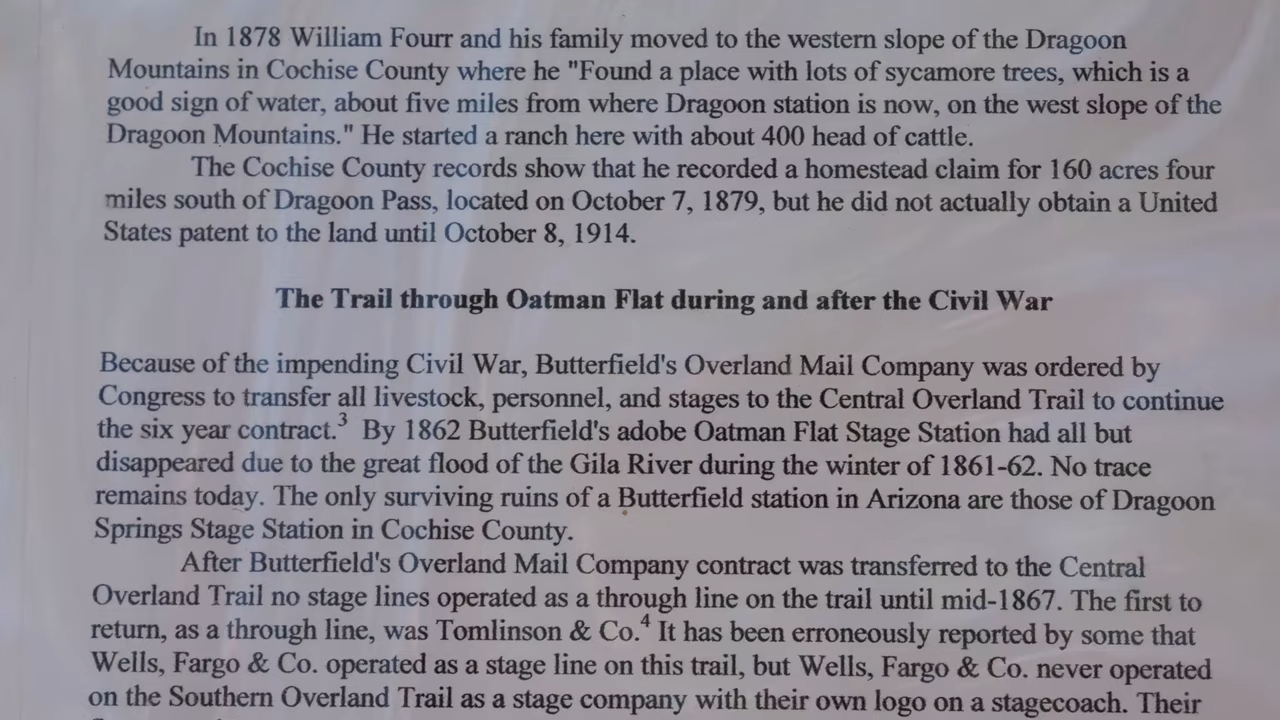 In 1878 William Fourr and his family moved to the western slope of the Dragoon
Mountains in Cochise County where he "Found a place with lots of sycamore trees, which is a
good sign of water, about five miles from where Dragoon station is now, on the west slope of the
Dragoon Mountains." He started a ranch here with about 400 head of cattle.
The Cochise County records show that he recorded a homestead claim for 160 acres four
miles south of Dragoon Pass, located on October 7, 1879, but he did not actually obtain a United
States patent to the land until October 8, 1914.
The Trail through Oatman Flat during and after the Civil War
Because of the impending Civil War, Butterfield's Overland Mail Company was ordered by
Congress to transfer all livestock, personnel, and stages to the Central Overland Trail to continue
the six year contract.³ By 1862 Butterfield's adobe Oatman Flat Stage Station had all but
disappeared due to the great flood of the Gila River during the winter of 1861-62. No trace
remains today. The only surviving ruins of a Butterfield station in Arizona are those of Dragoon
Springs Stage Station in Cochise County.
After Butterfield's Overland Mail Company contract was transferred to the Central
Overland Trail no stage lines operated as a through line on the trail until mid-1867. The first to
return, as a through line, was Tomlinson & Co.⁴ It has been erroneously reported by some that
Wells, Fargo & Co. operated as a stage line on this trail, but Wells, Fargo & Co. never operated
on the Southern Overland Trail as a stage company with their own logo on a stagecoach. Their